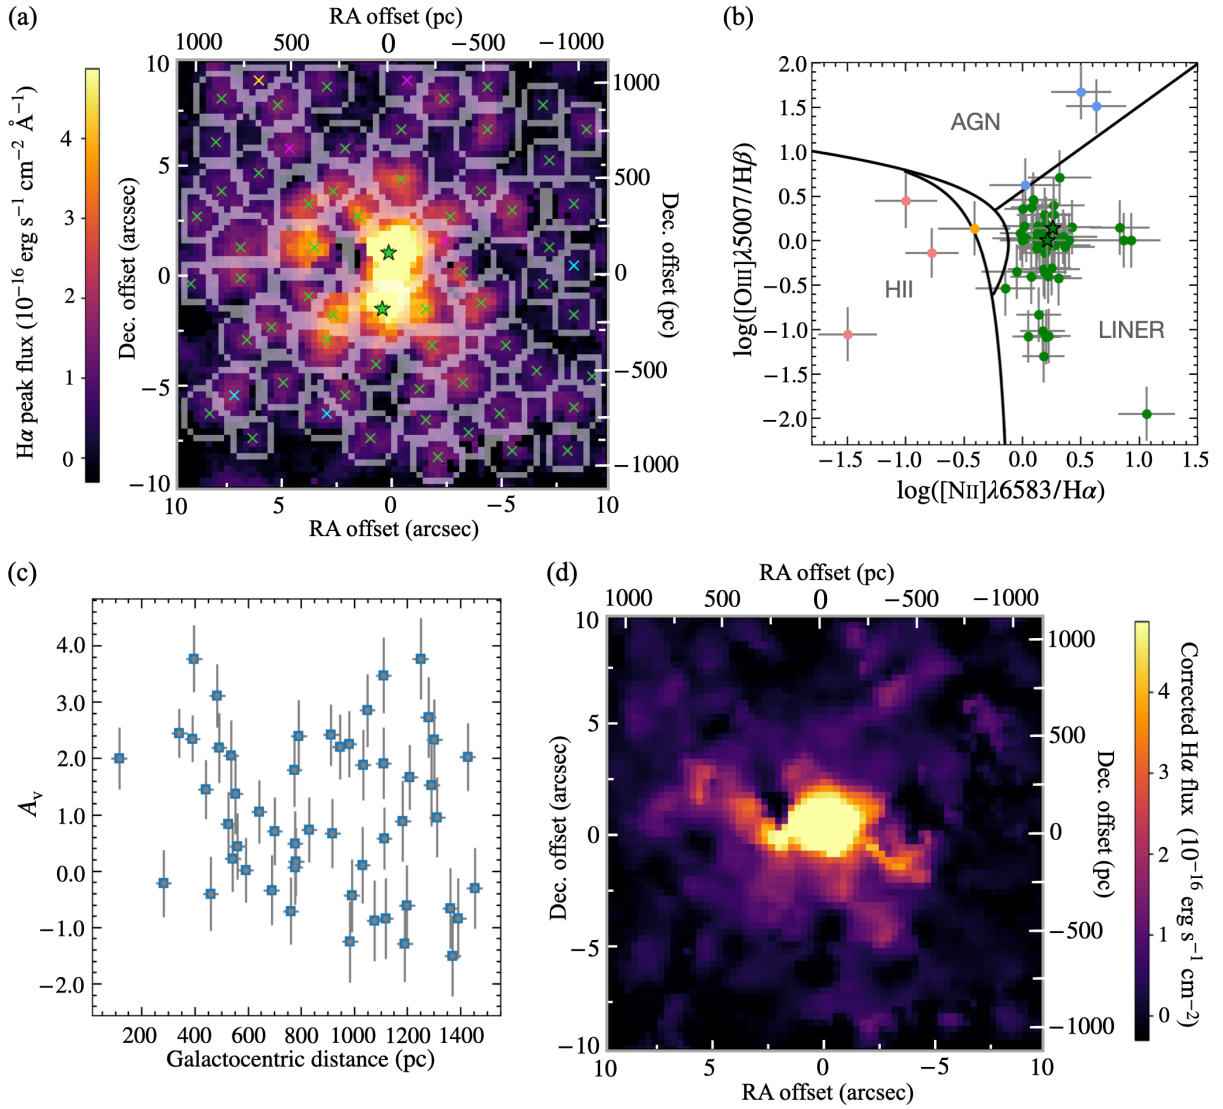 (a)
RA offset (pc)
1000 500 0 −500 −1000
Hα peak flux (10⁻¹⁶ erg s⁻¹ cm⁻² Å⁻¹)
4
3
2
1
0
Dec. offset (arcsec)
10
5
0
−5
−10
1000
500
0
−500
−1000
Dec. offset (pc)
10 5 0 −5 −10
RA offset (arcsec)
(b)
log([OIII]λ5007/Hβ)
2.0
1.5
1.0
0.5
0.0
−0.5
−1.0
−1.5
−2.0
AGN
HII
LINER
−1.5 −1.0 −0.5 0.0 0.5 1.0 1.5
log([NII]λ6583/Hα)
(c)
Aᵥ
4.0
3.0
2.0
1.0
0.0
−1.0
−2.0
200 400 600 800 1000 1200 1400
Galactocentric distance (pc)
(d)
RA offset (pc)
1000 500 0 −500 −1000
Dec. offset (arcsec)
10
5
0
−5
−10
1000
500
0
−500
−1000
Dec. offset (pc)
4
3
2
1
0
Corrected Hα flux (10⁻¹⁶ erg s⁻¹ cm⁻²)
10 5 0 −5 10
RA offset (arcsec)